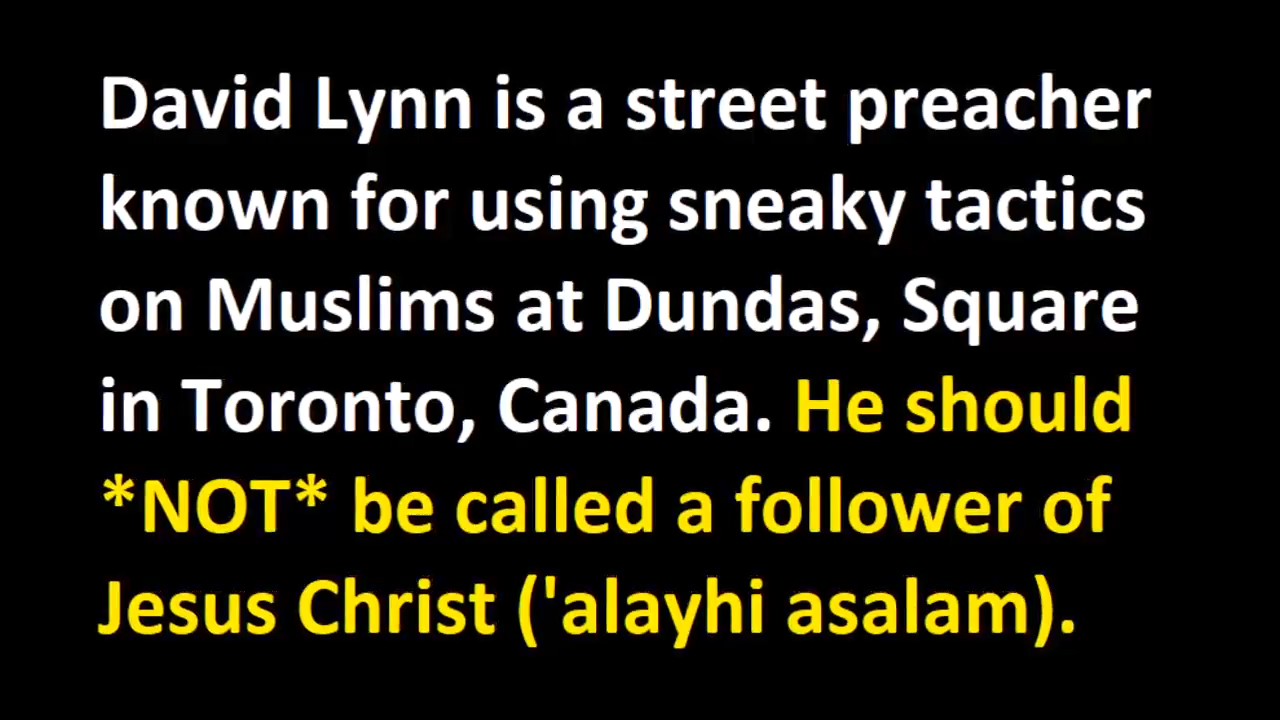 David Lynn is a street preacher
known for using sneaky tactics
on Muslims at Dundas, Square
in Toronto, Canada. He should
*NOT* be called a follower of
Jesus Christ ('alayhi asalam).